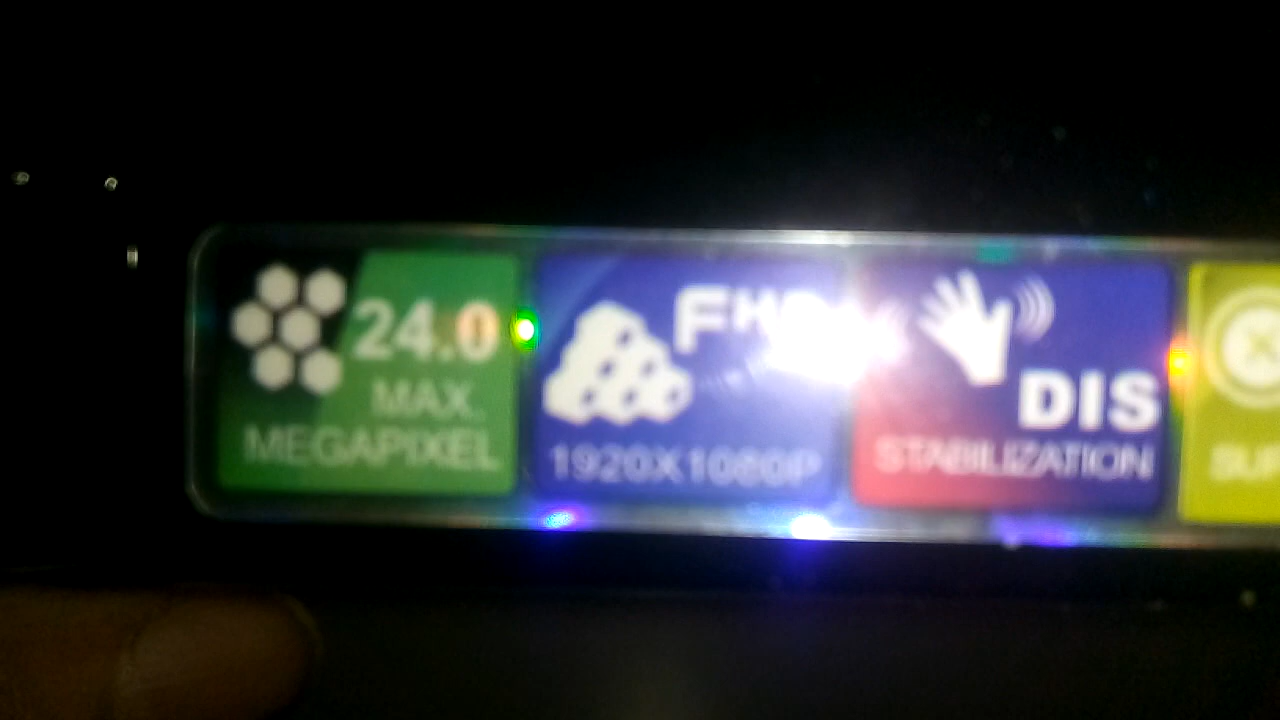 24.0
MAX.
MEGAPIXEL
1920X1080P
DIS
STABILIZATION